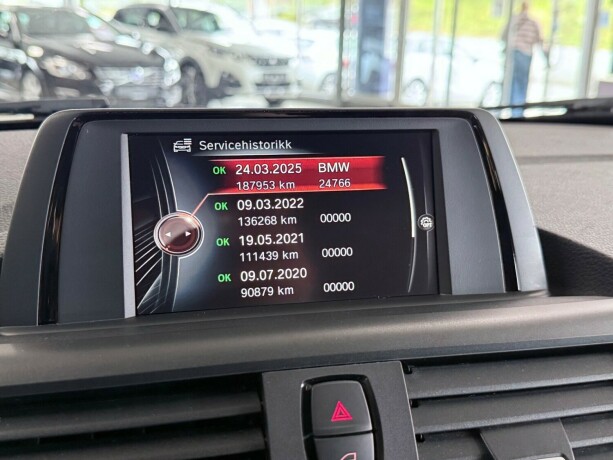 Servicehistorikk
OK 24.03.2025 BMW
187953 km 24766
OK 09.03.2022
136268 km 00000
OK 19.05.2021
111439 km 00000
OK 09.07.2020
90879 km 00000